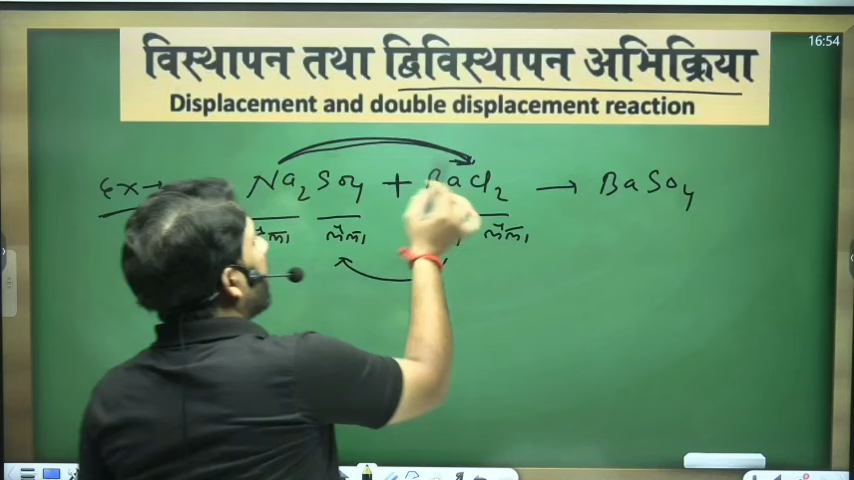 विस्थापन तथा द्विविस्थापन अभिक्रिया
Displacement and double displacement reaction
16:54
Ex→ Na₂SO₄ + BaCl₂ → BaSO₄
लैला लैला